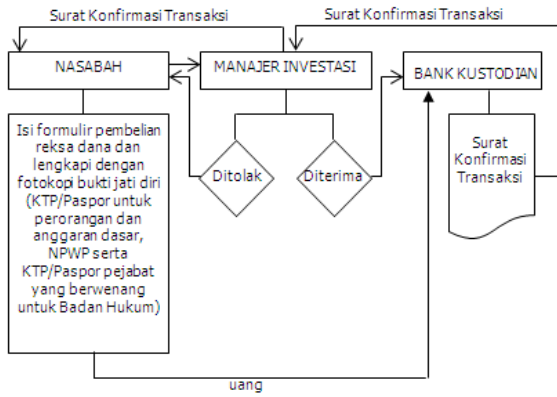 Surat Konfirmasi Transaksi
Surat Konfirmasi Transaksi
NASABAH
MANAJER INVESTASI
BANK KUSTODIAN
Isi formulir pembelian
reksa dana dan
lengkapi dengan
fotokopi bukti jati diri
(KTP/Paspor untuk
perorangan dan
anggaran dasar,
NPWP serta
KTP/Paspor pejabat
yang berwenang
untuk Badan Hukum)
Ditolak
Diterima
Surat
Konfirmasi
Transaksi
uang